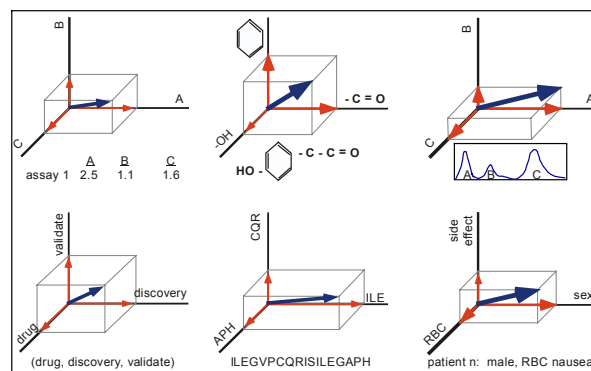 B
A
C
A B C
assay 1 2.5 1.1 1.6
- C = O
-OH
- C - C = O
HO -
B
A
C
A B C
validate
discovery
drug
(drug, discovery, validate)
CQR
ILE
APH
ILEGVPCQRISILEGAPH
side
effect
sex
RBC
patient n: male, RBC nausea